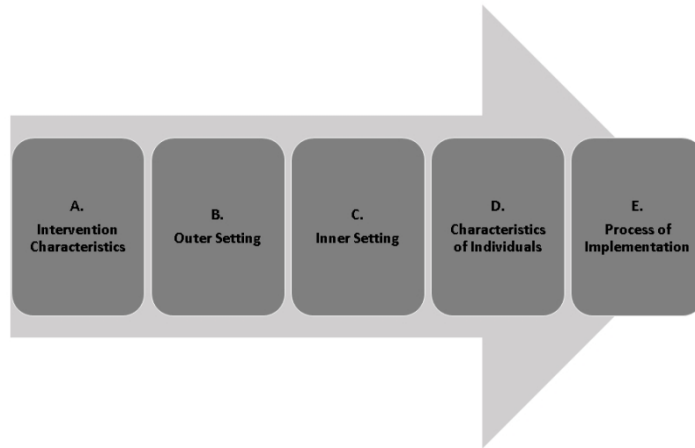 A.
Intervention
Characteristics
B.
Outer Setting
C.
Inner Setting
D.
Characteristics
of Individuals
E.
Process of
Implementation